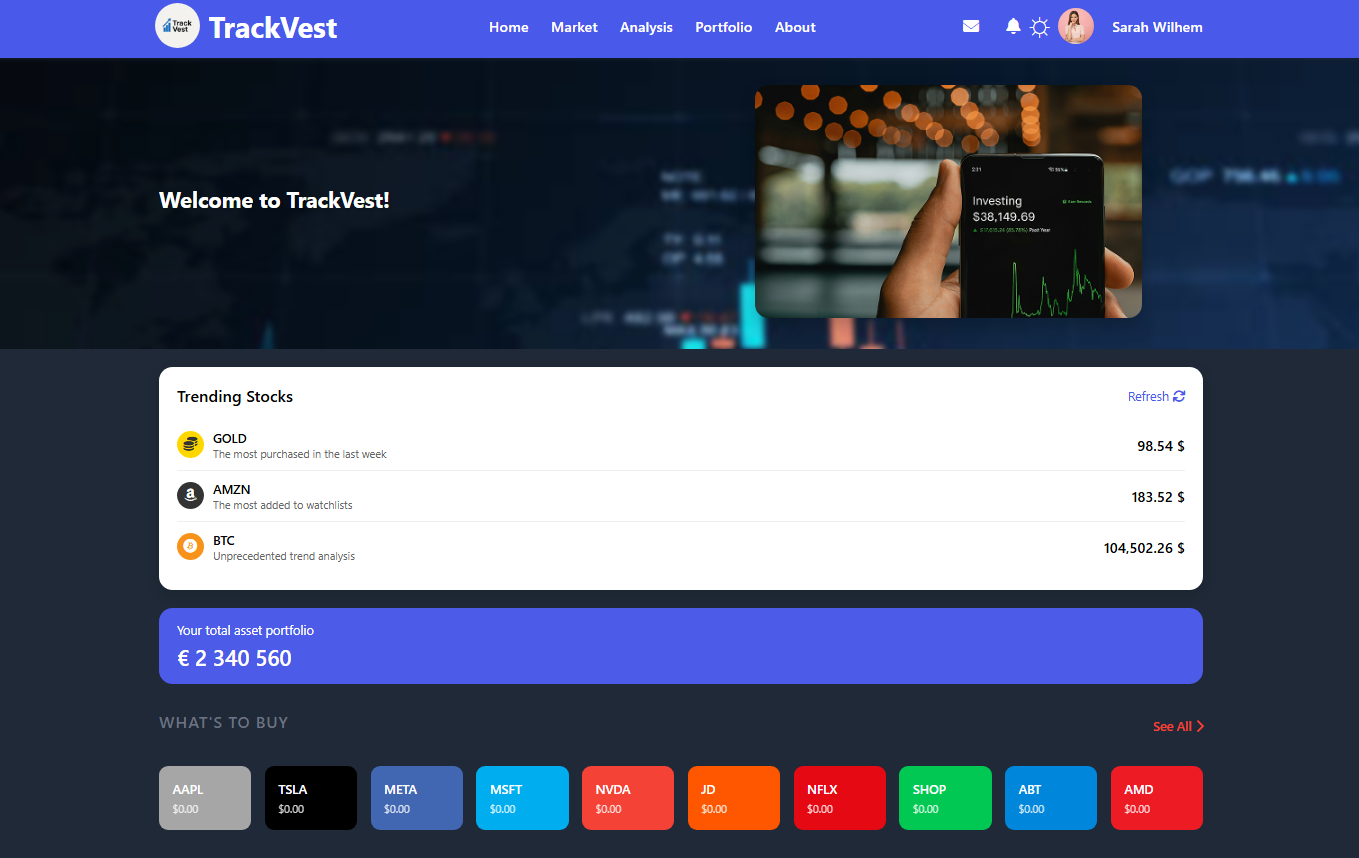 Track
Vest
TrackVest
Home
Market
Analysis
Portfolio
About
Sarah Wilhem
Welcome to TrackVest!
2:31
Investing
$38,149.69
Past Year
Trending Stocks
Refresh
GOLD
The most purchased in the last week
98.54 $
AMZN
The most added to watchlists
183.52 $
BTC
Unprecedented trend analysis
104,502.26 $
Your total asset portfolio
€ 2 340 560
WHAT'S TO BUY
See All
AAPL
$0.00
TSLA
$0.00
META
$0.00
MSFT
$0.00
NVDA
$0.00
JD
$0.00
NFLX
$0.00
SHOP
$0.00
ABT
$0.00
AMD
$0.00